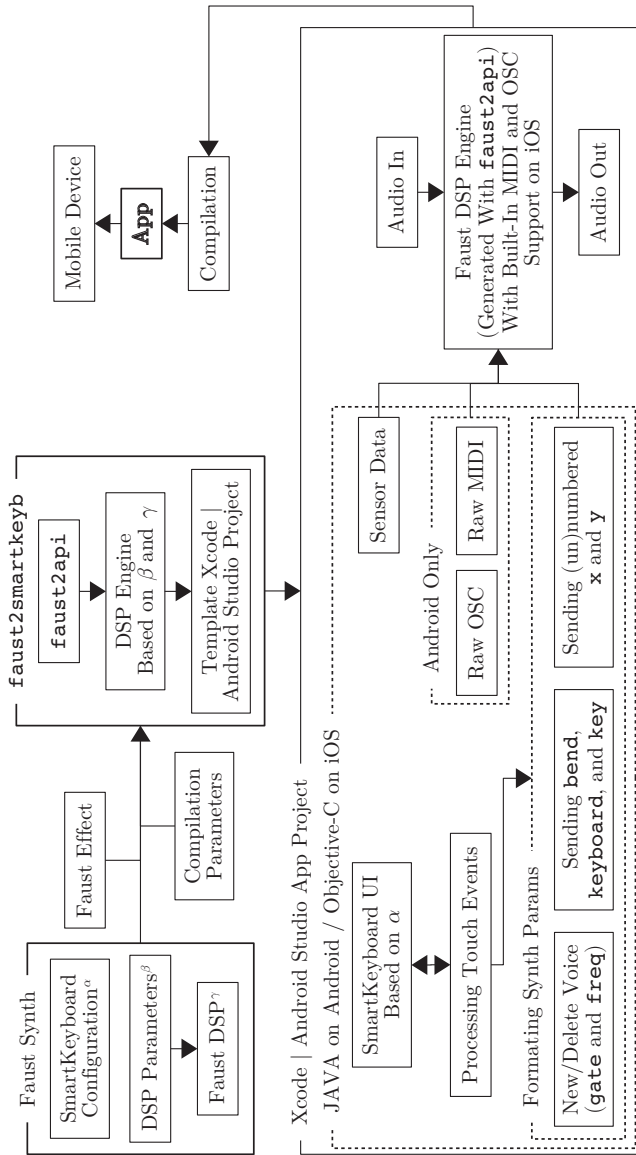 Faust Synth
SmartKeyboard
Configurationᵅ
DSP Parametersᵝ
Faust DSPᵞ
Faust Effect
Compilation
Parameters
faust2smartkeyb
faust2api
DSP Engine
Based on β and γ
Template Xcode |
Android Studio Project
Mobile Device
App
Compilation
Xcode | Android Studio App Project
JAVA on Android / Objective-C on iOS
SmartKeyboard UI
Based on α
Processing Touch Events
Formating Synth Params
New/Delete Voice
(gate and freq)
Sending bend,
keyboard, and key
Sending (un)numbered
x and y
Sensor Data
Android Only
Raw OSC
Raw MIDI
Audio In
Faust DSP Engine
(Generated With faust2api)
With Built-In MIDI and OSC
Support on iOS
Audio Out